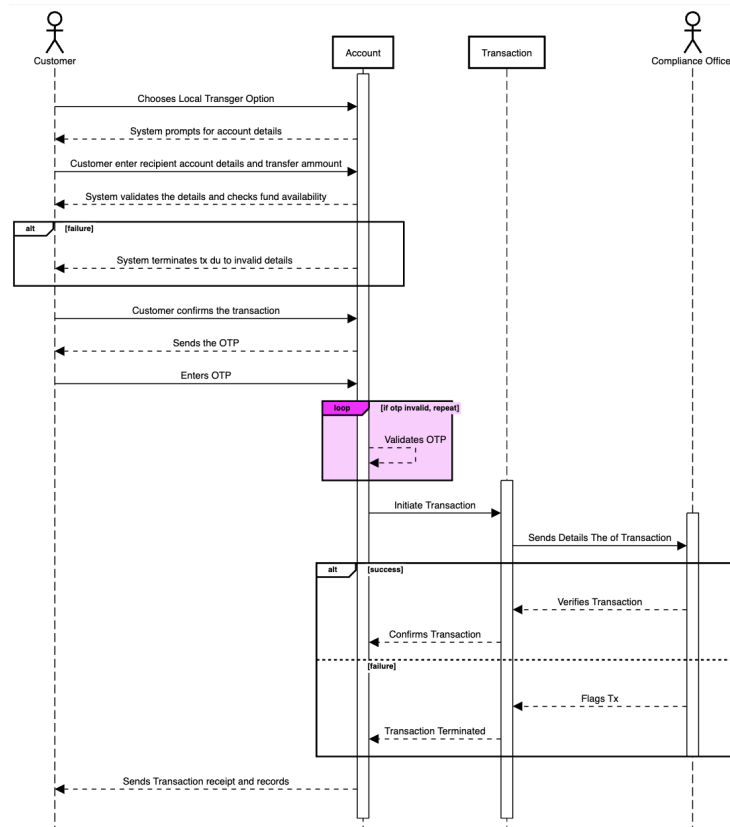 Customer
Account
Transaction
Compliance Office
Chooses Local Transger Option
System prompts for account details
Customer enter recipient account details and transfer ammount
System validates the details and checks fund availability
alt [failure]
System terminates tx du to invalid details
Customer confirms the transaction
Sends the OTP
Enters OTP
loop [if otp invalid, repeat]
Validates OTP
Initiate Transaction
Sends Details The of Transaction
alt [success]
Verifies Transaction
Confirms Transaction
[failure]
Flags Tx
Transaction Terminated
Sends Transaction receipt and records